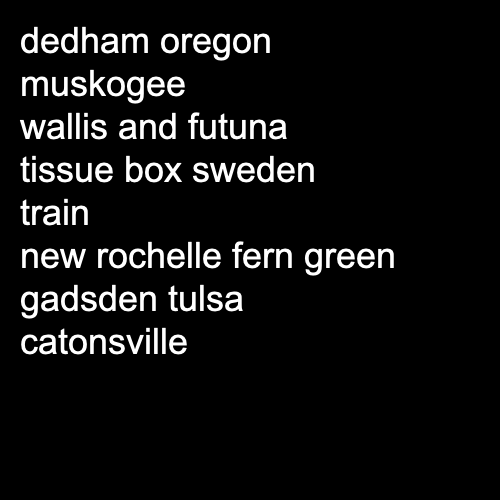 dedham oregon
muskogee
wallis and futuna
tissue box sweden
train
new rochelle fern green
gadsden tulsa
catonsville